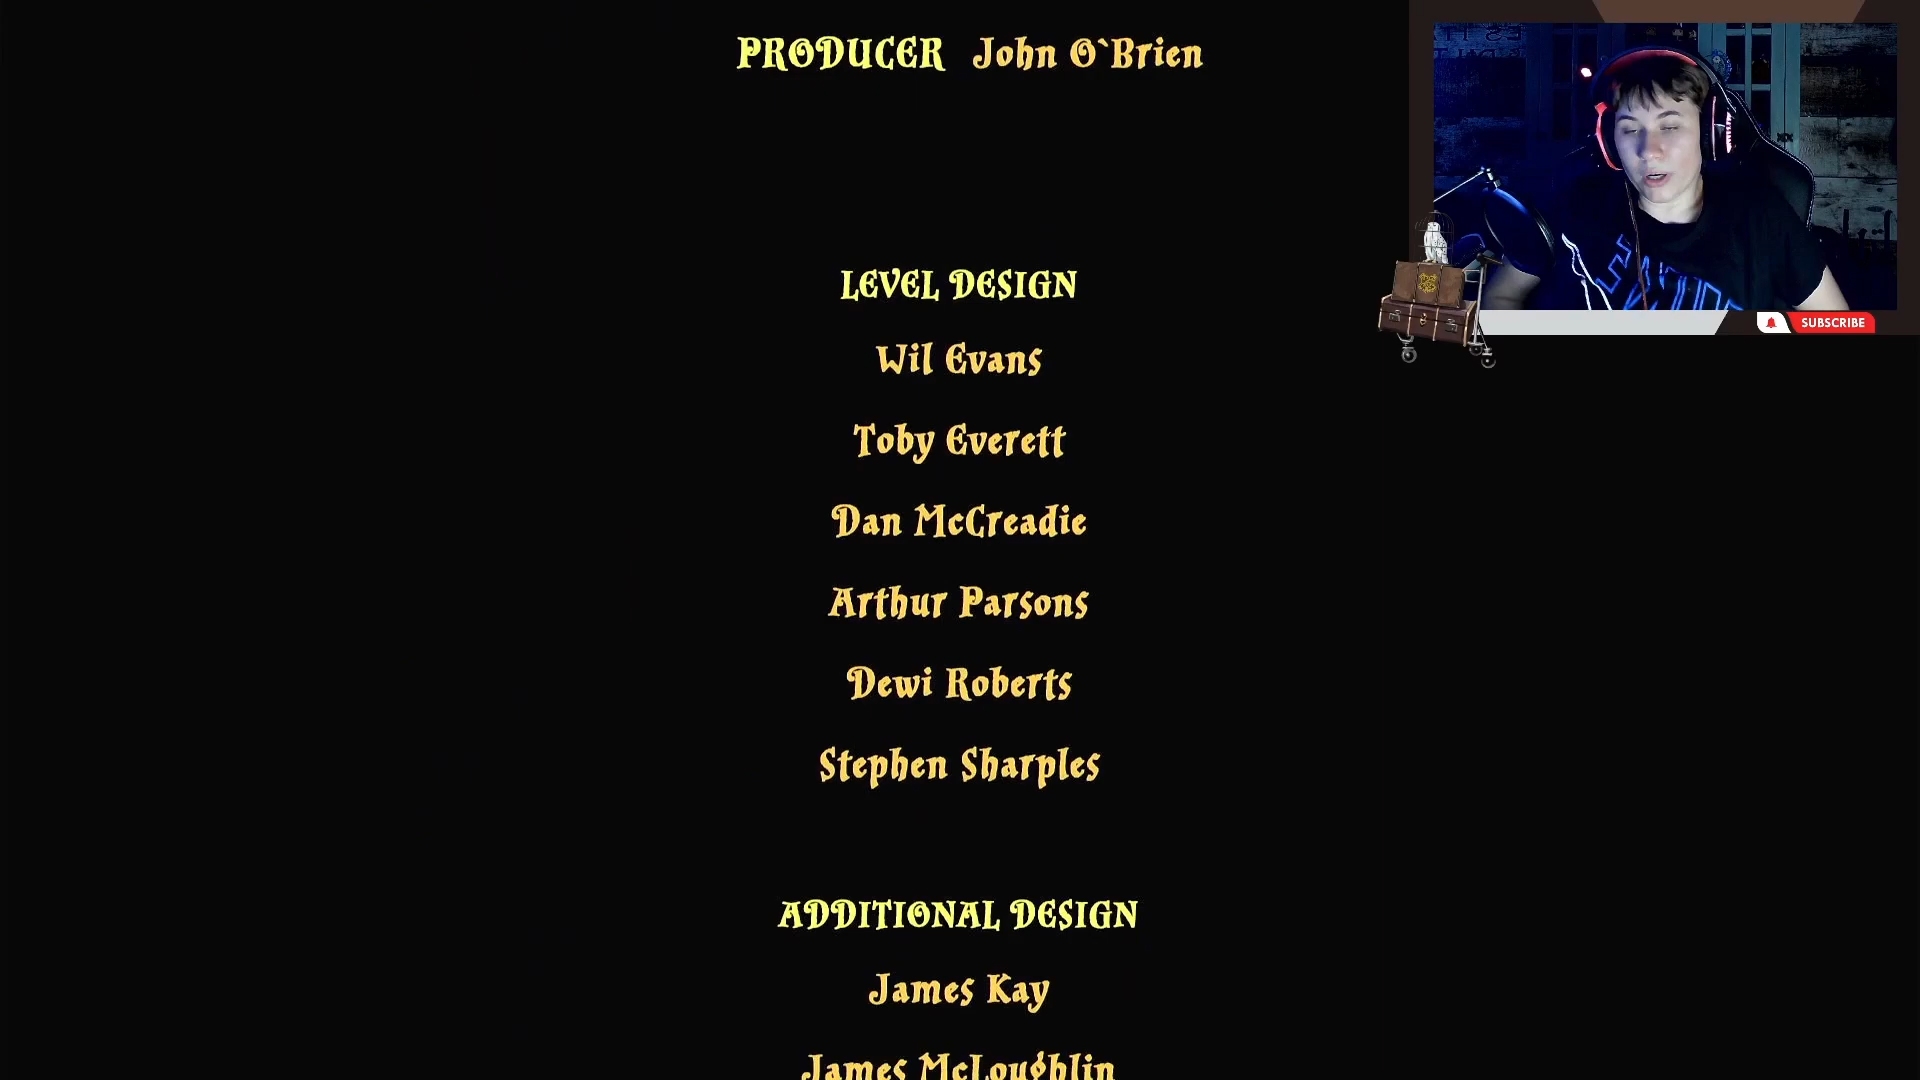 PRODUCER John O`Brien
LEVEL DESIGN
Wil Evans
Toby Everett
Dan McCreadie
Arthur Parsons
Dewi Roberts
Stephen Sharples
SUBSCRIBE
ADDITIONAL DESIGN
James Kay
James McLoughlin